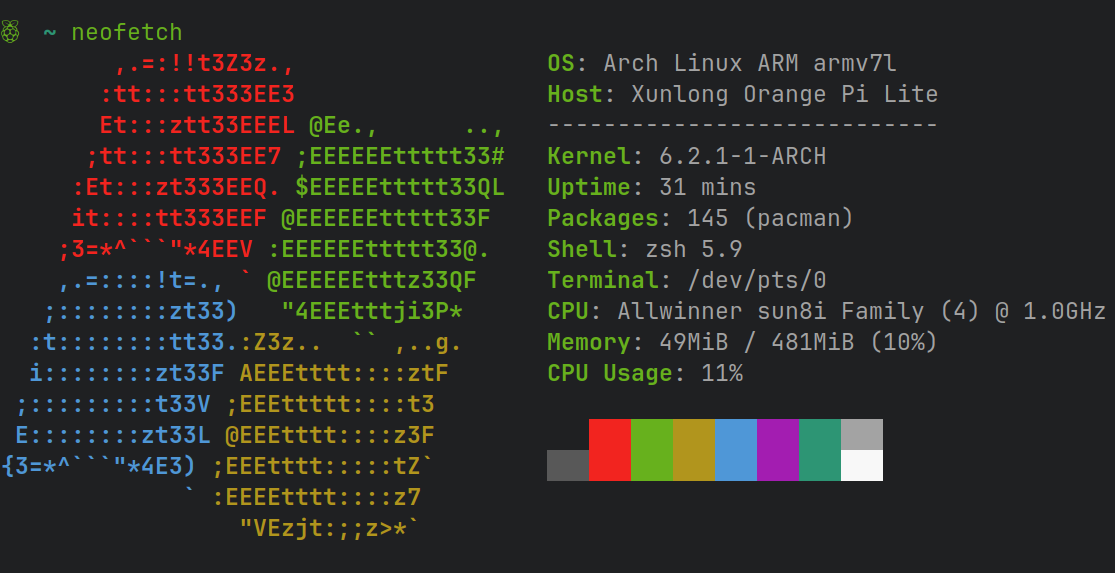 ~ neofetch
        ,.=:!!t3Z3z.,                  OS: Arch Linux ARM armv7l
       :tt:::tt333EE3                  Host: Xunlong Orange Pi Lite
       Et:::ztt33EEEL @Ee.,      ..,   ----------------------------
      ;tt:::tt333EE7 ;EEEEEEttttt33#   Kernel: 6.2.1-1-ARCH
     :Et:::zt333EEQ. $EEEEEttttt33QL   Uptime: 31 mins
     it::::tt333EEF @EEEEEEttttt33F    Packages: 145 (pacman)
    ;3=*^```"*4EEV :EEEEEEttttt33@.    Shell: zsh 5.9
    ,.=::::!t=., ` @EEEEEEtttz33QF     Terminal: /dev/pts/0
   ;::::::::zt33)   "4EEEtttji3P*      CPU: Allwinner sun8i Family (4) @ 1.0GHz
  :t::::::::tt33.:Z3z..  `` ,..g.      Memory: 49MiB / 481MiB (10%)
  i::::::::zt33F AEEEtttt::::ztF       CPU Usage: 11%
 ;:::::::::t33V ;EEEttttt::::t3
 E::::::::zt33L @EEEtttt::::z3F
{3=*^```"*4E3) ;EEEtttt:::::tZ`
             ` :EEEEtttt::::z7
                 "VEzjt:;;z>*`